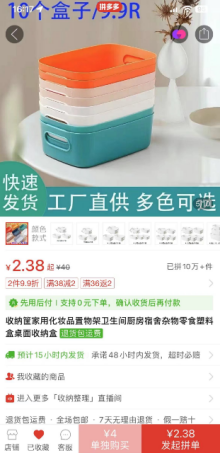 10个盒子/9.9R
16:17
拼多多
快速
发货
工厂直供 多色可选
颜色
款式
¥2.38起 ¥40
已拼10万+件
2件9.9折
满38减2
满36返2
先用后付 | 支持0元下单，确认收货后再付款
收纳筐家用化妆品置物架卫生间厨房宿舍杂物零食塑料
盒桌面收纳盒 退货包运费
预计15小时内发货 承诺48小时内发货，超时必赔
我收藏的商品
进入更多「收纳整理」直播间
退货包运费 · 全场包邮 · 7天无理由退货 · 假一赔十
店铺
已收藏
客服
¥4
单独购买
¥2.38
发起拼单